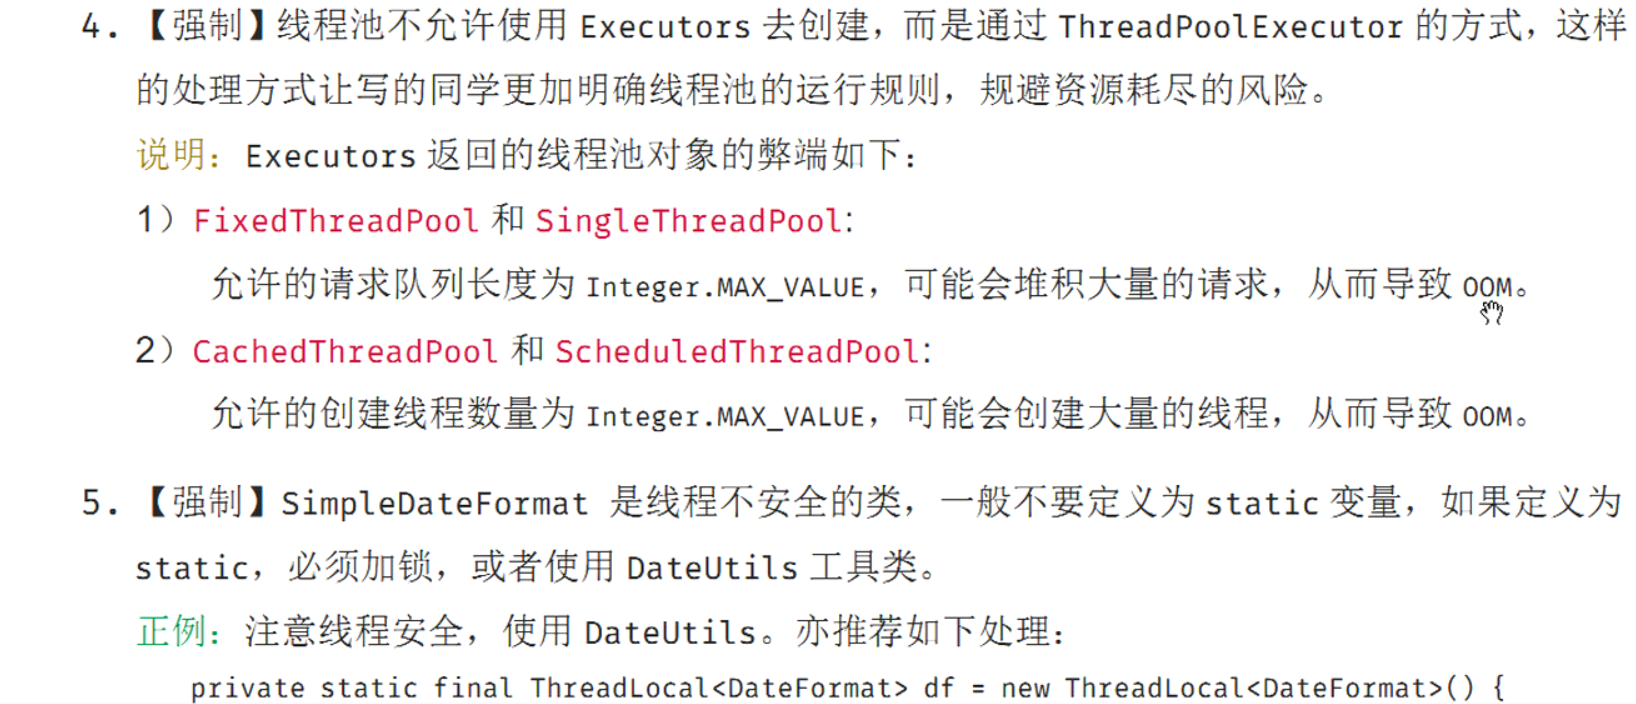 4. 【强制】线程池不允许使用 Executors 去创建，而是通过 ThreadPoolExecutor 的方式，这样
的处理方式让写的同学更加明确线程池的运行规则，规避资源耗尽的风险。
说明：Executors 返回的线程池对象的弊端如下：
1）FixedThreadPool 和 SingleThreadPool:
允许的请求队列长度为 Integer.MAX_VALUE，可能会堆积大量的请求，从而导致 OOM。
2）CachedThreadPool 和 ScheduledThreadPool:
允许的创建线程数量为 Integer.MAX_VALUE，可能会创建大量的线程，从而导致 OOM。
5. 【强制】SimpleDateFormat 是线程不安全的类，一般不要定义为 static 变量，如果定义为
static，必须加锁，或者使用 DateUtils 工具类。
正例：注意线程安全，使用 DateUtils。亦推荐如下处理：
private static final ThreadLocal<DateFormat> df = new ThreadLocal<DateFormat>() {